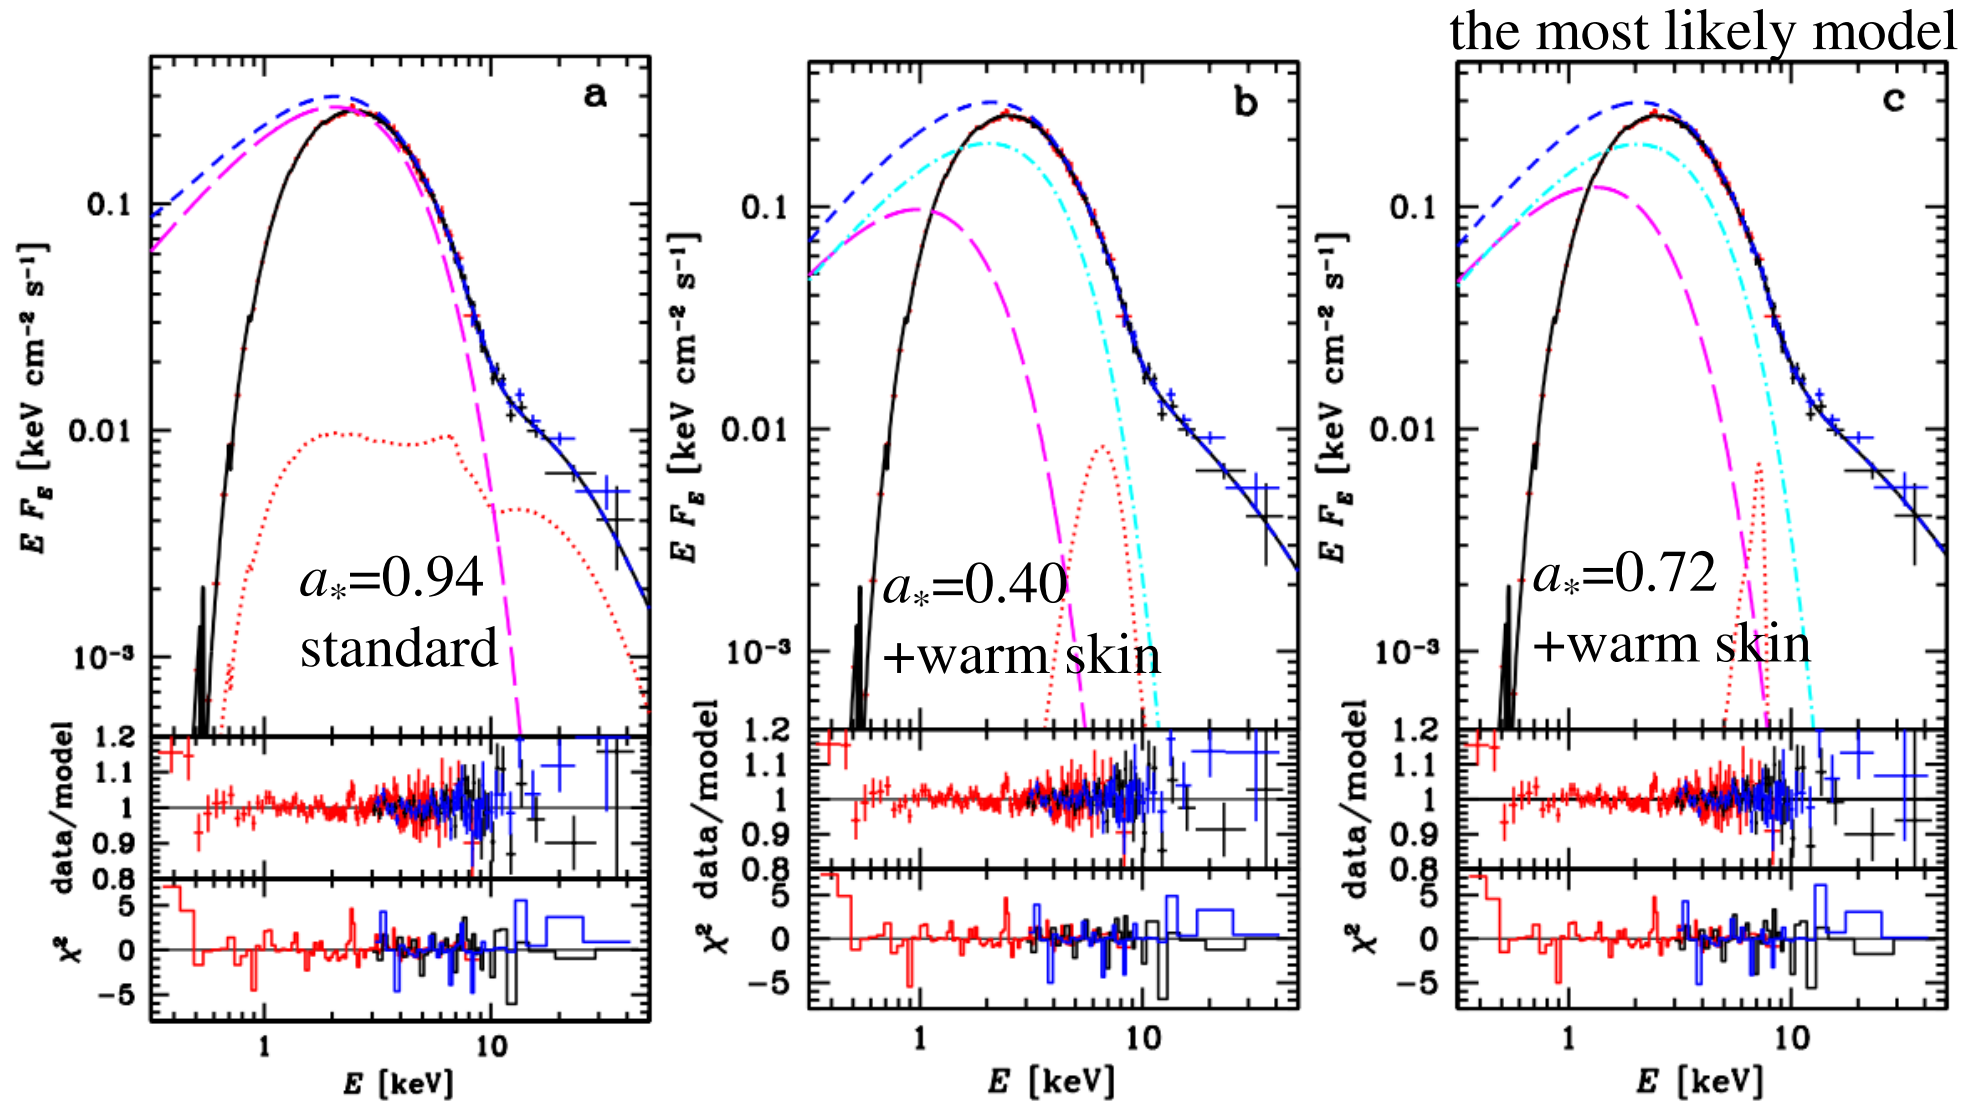 the most likely model
a
b
c
E F_E [keV cm⁻² s⁻¹]
0.1
0.01
10⁻³
a*=0.94
standard
E F_E [keV cm⁻² s⁻¹]
0.1
0.01
10⁻³
a*=0.40
+warm skin
E F_E [keV cm⁻² s⁻¹]
0.1
0.01
10⁻³
a*=0.72
+warm skin
data/model
1.2
1.1
1
0.9
0.8
data/model
1.2
1.1
1
0.9
0.8
data/model
1.2
1.1
1
0.9
0.8
χ²
5
0
−5
χ²
5
0
−5
χ²
5
0
−5
1 10
1 10
1 10
E [keV]
E [keV]
E [keV]